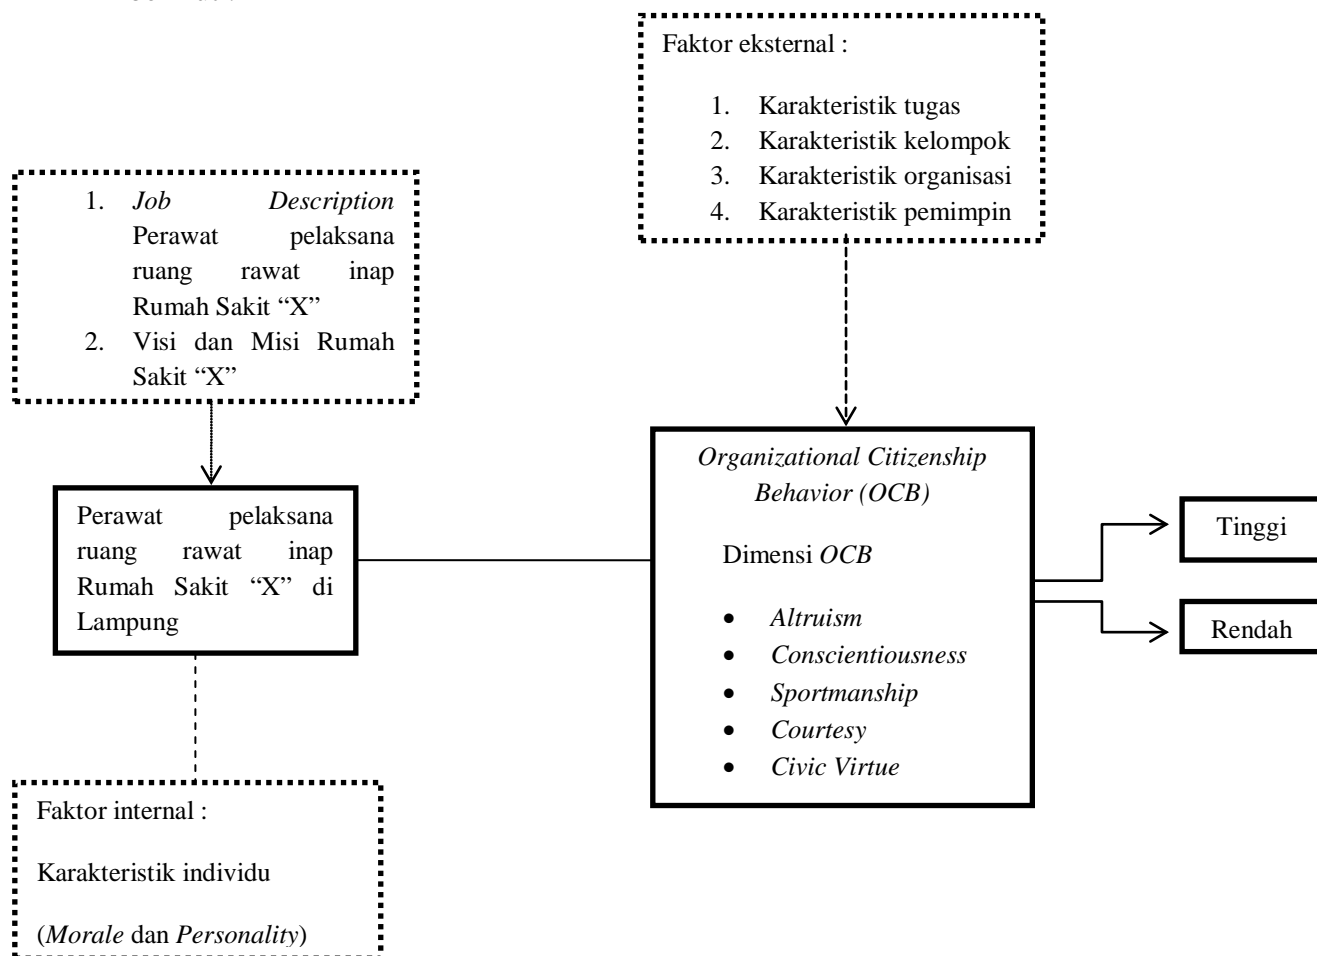 Faktor eksternal :
1. Karakteristik tugas
2. Karakteristik kelompok
3. Karakteristik organisasi
4. Karakteristik pemimpin
1. Job Description
Perawat pelaksana
ruang rawat inap
Rumah Sakit “X”
2. Visi dan Misi Rumah
Sakit “X”
Perawat pelaksana
ruang rawat inap
Rumah Sakit “X” di
Lampung
Organizational Citizenship
Behavior (OCB)
Dimensi OCB
• Altruism
• Conscientiousness
• Sportmanship
• Courtesy
• Civic Virtue
Tinggi
Rendah
Faktor internal :
Karakteristik individu
(Morale dan Personality)